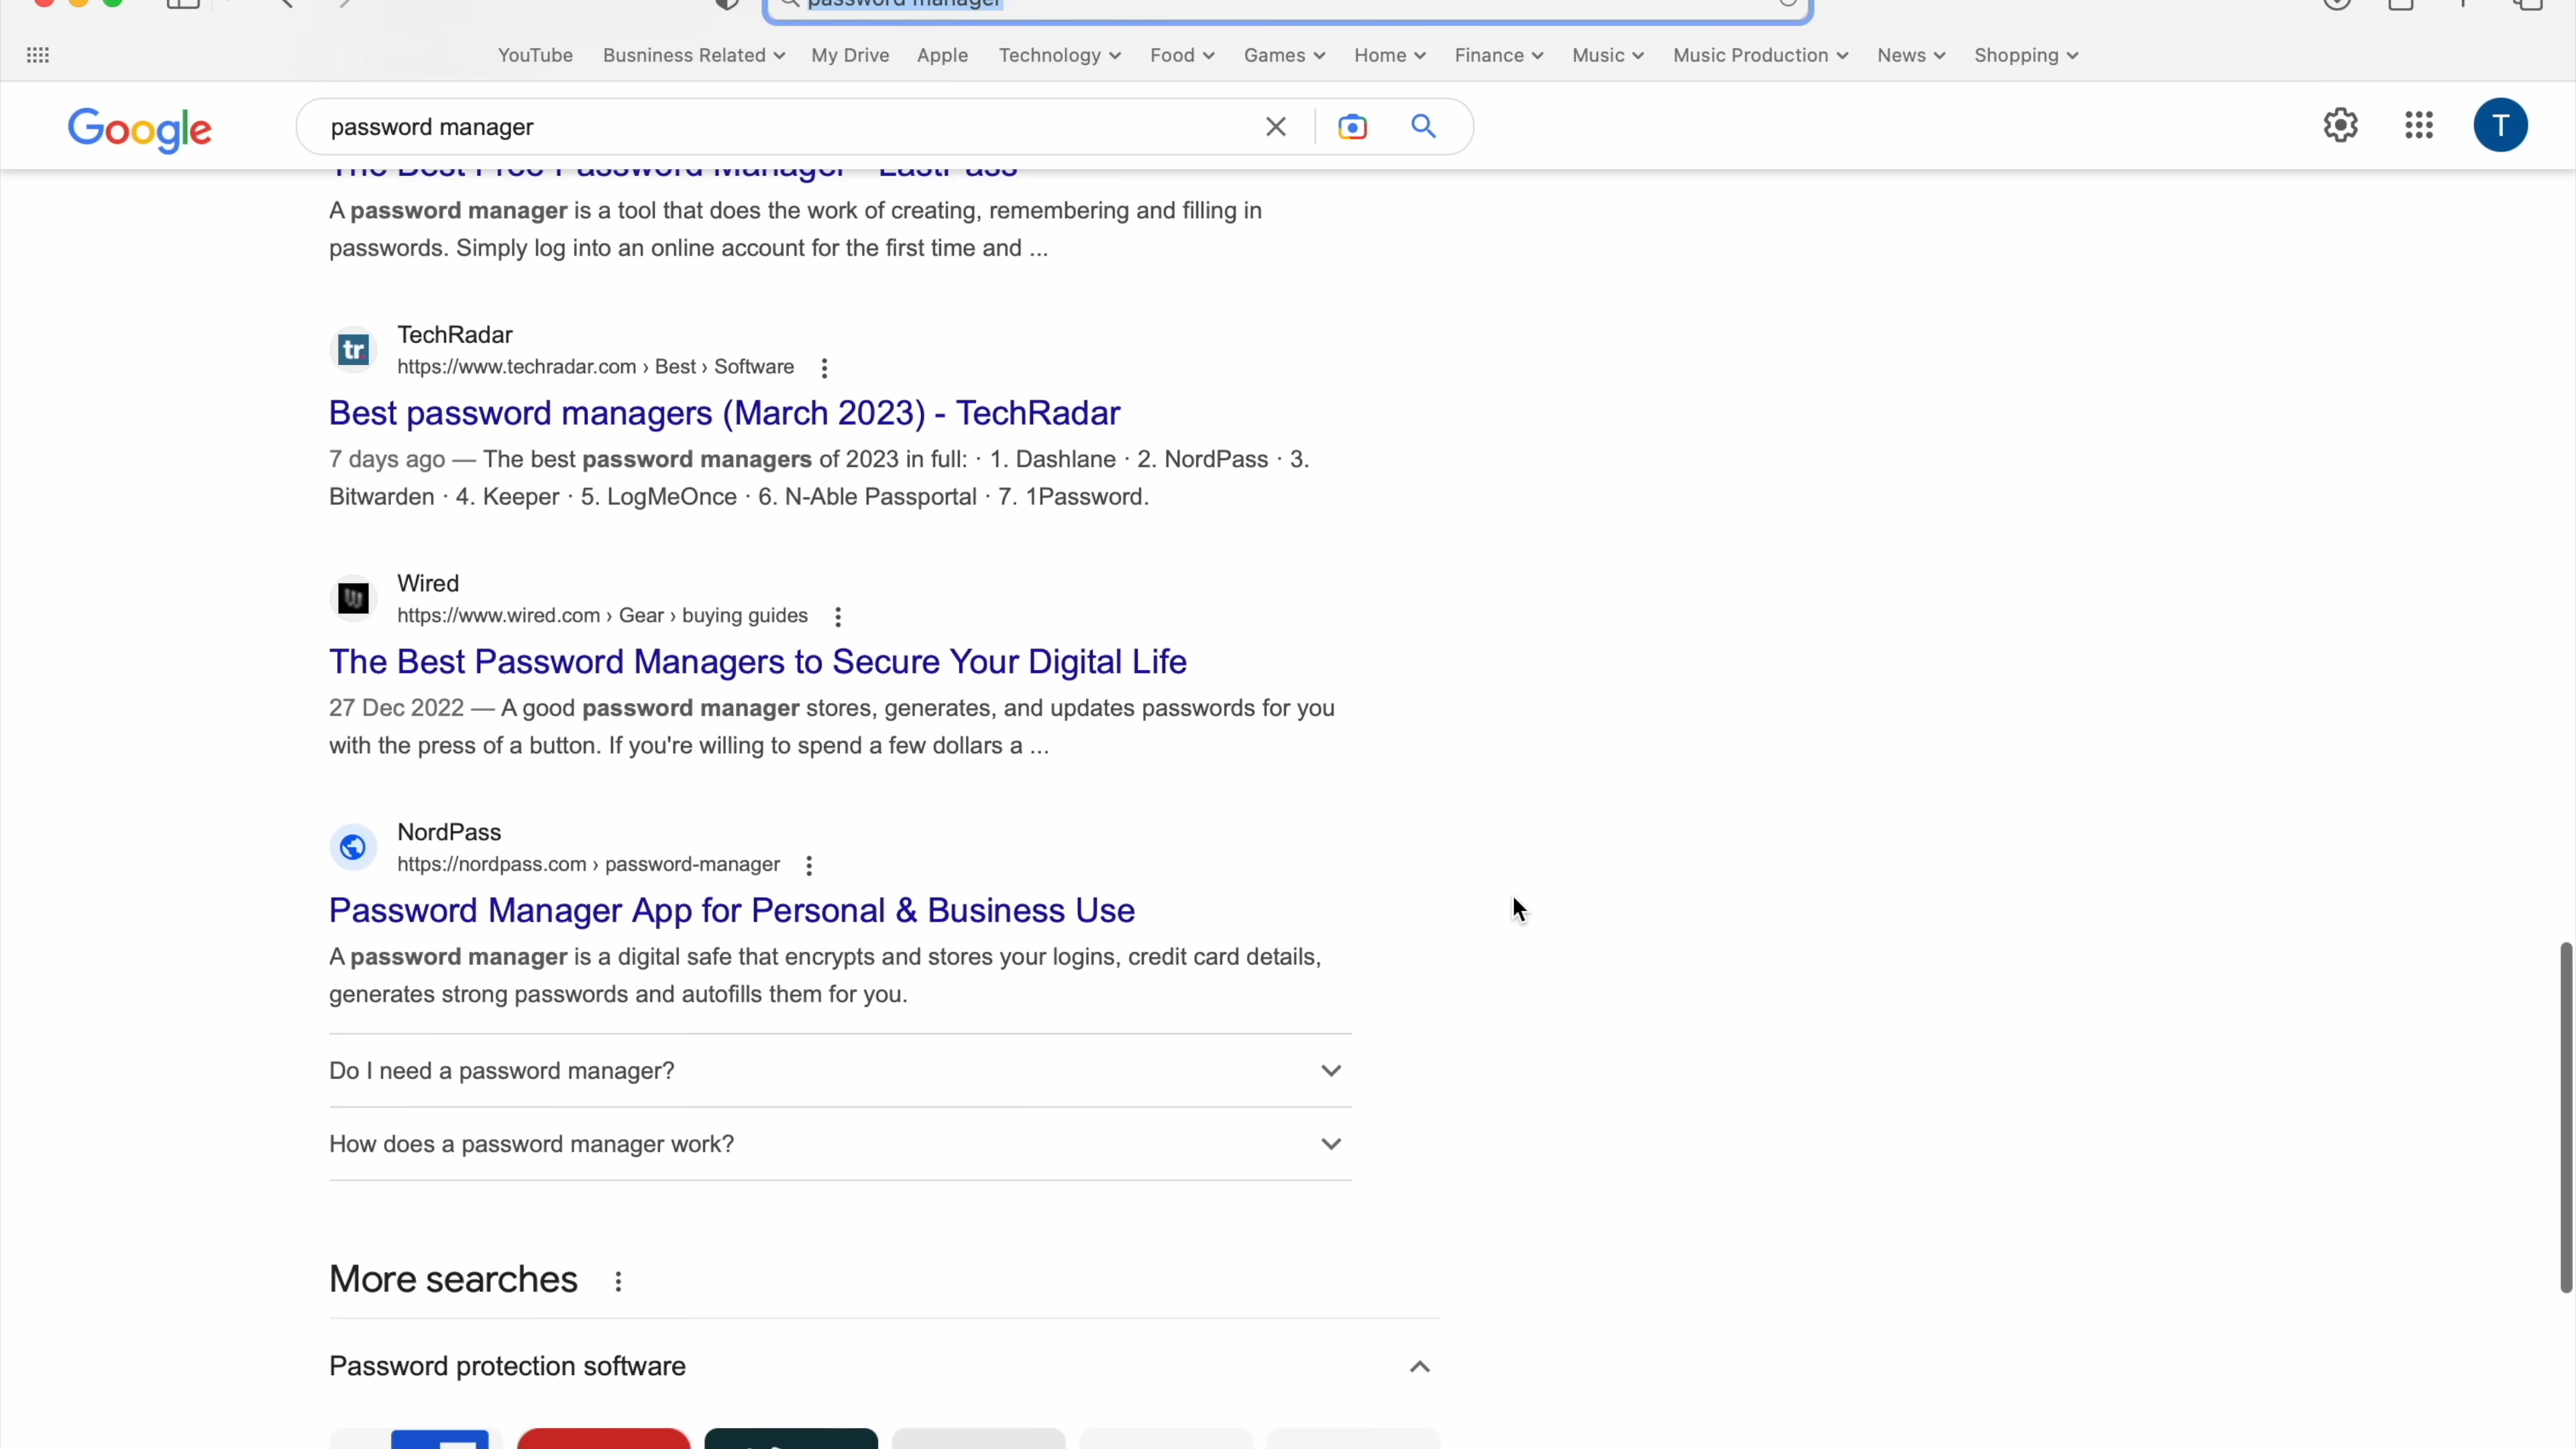 password manager
YouTube Busniness Related My Drive Apple Technology Food Games Home Finance Music Music Production News Shopping
Google password manager T
The Best Free Password Manager - LastPass
A password manager is a tool that does the work of creating, remembering and filling in
passwords. Simply log into an online account for the first time and ...
tr. TechRadar
https://www.techradar.com › Best › Software
Best password managers (March 2023) - TechRadar
7 days ago — The best password managers of 2023 in full: · 1. Dashlane · 2. NordPass · 3.
Bitwarden · 4. Keeper · 5. LogMeOnce · 6. N-Able Passportal · 7. 1Password.
W Wired
https://www.wired.com › Gear › buying guides
The Best Password Managers to Secure Your Digital Life
27 Dec 2022 — A good password manager stores, generates, and updates passwords for you
with the press of a button. If you're willing to spend a few dollars a ...
NordPass
https://nordpass.com › password-manager
Password Manager App for Personal & Business Use
A password manager is a digital safe that encrypts and stores your logins, credit card details,
generates strong passwords and autofills them for you.
Do I need a password manager?
How does a password manager work?
More searches
Password protection software